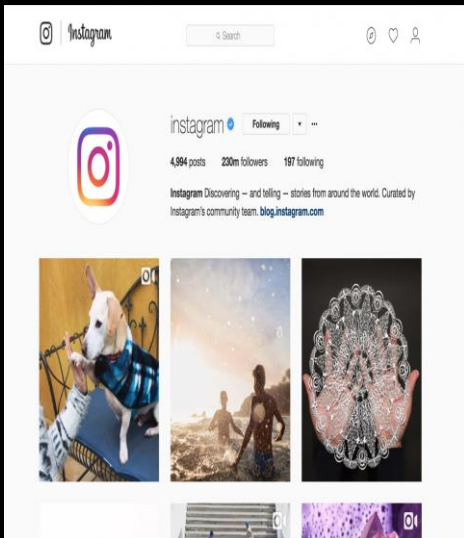 Instagram
Search
instagram Following
4,994 posts 230m followers 197 following
Instagram Discovering — and telling — stories from around the world. Curated by
Instagram's community team. blog.instagram.com